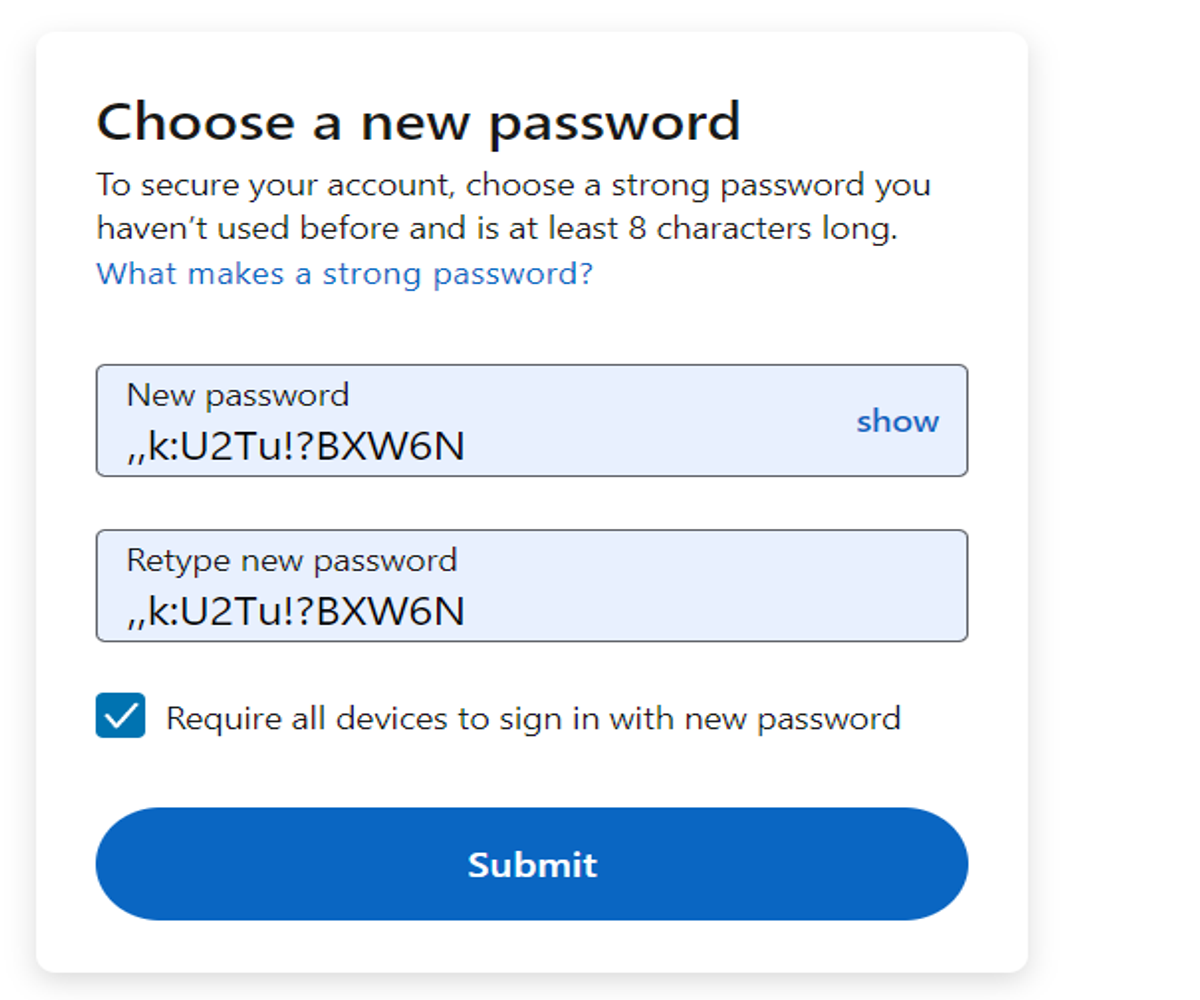 Choose a new password
To secure your account, choose a strong password you
haven’t used before and is at least 8 characters long.
What makes a strong password?
New password
show
,,k:U2Tu!?BXW6N
Retype new password
,,k:U2Tu!?BXW6N
Require all devices to sign in with new password
Submit